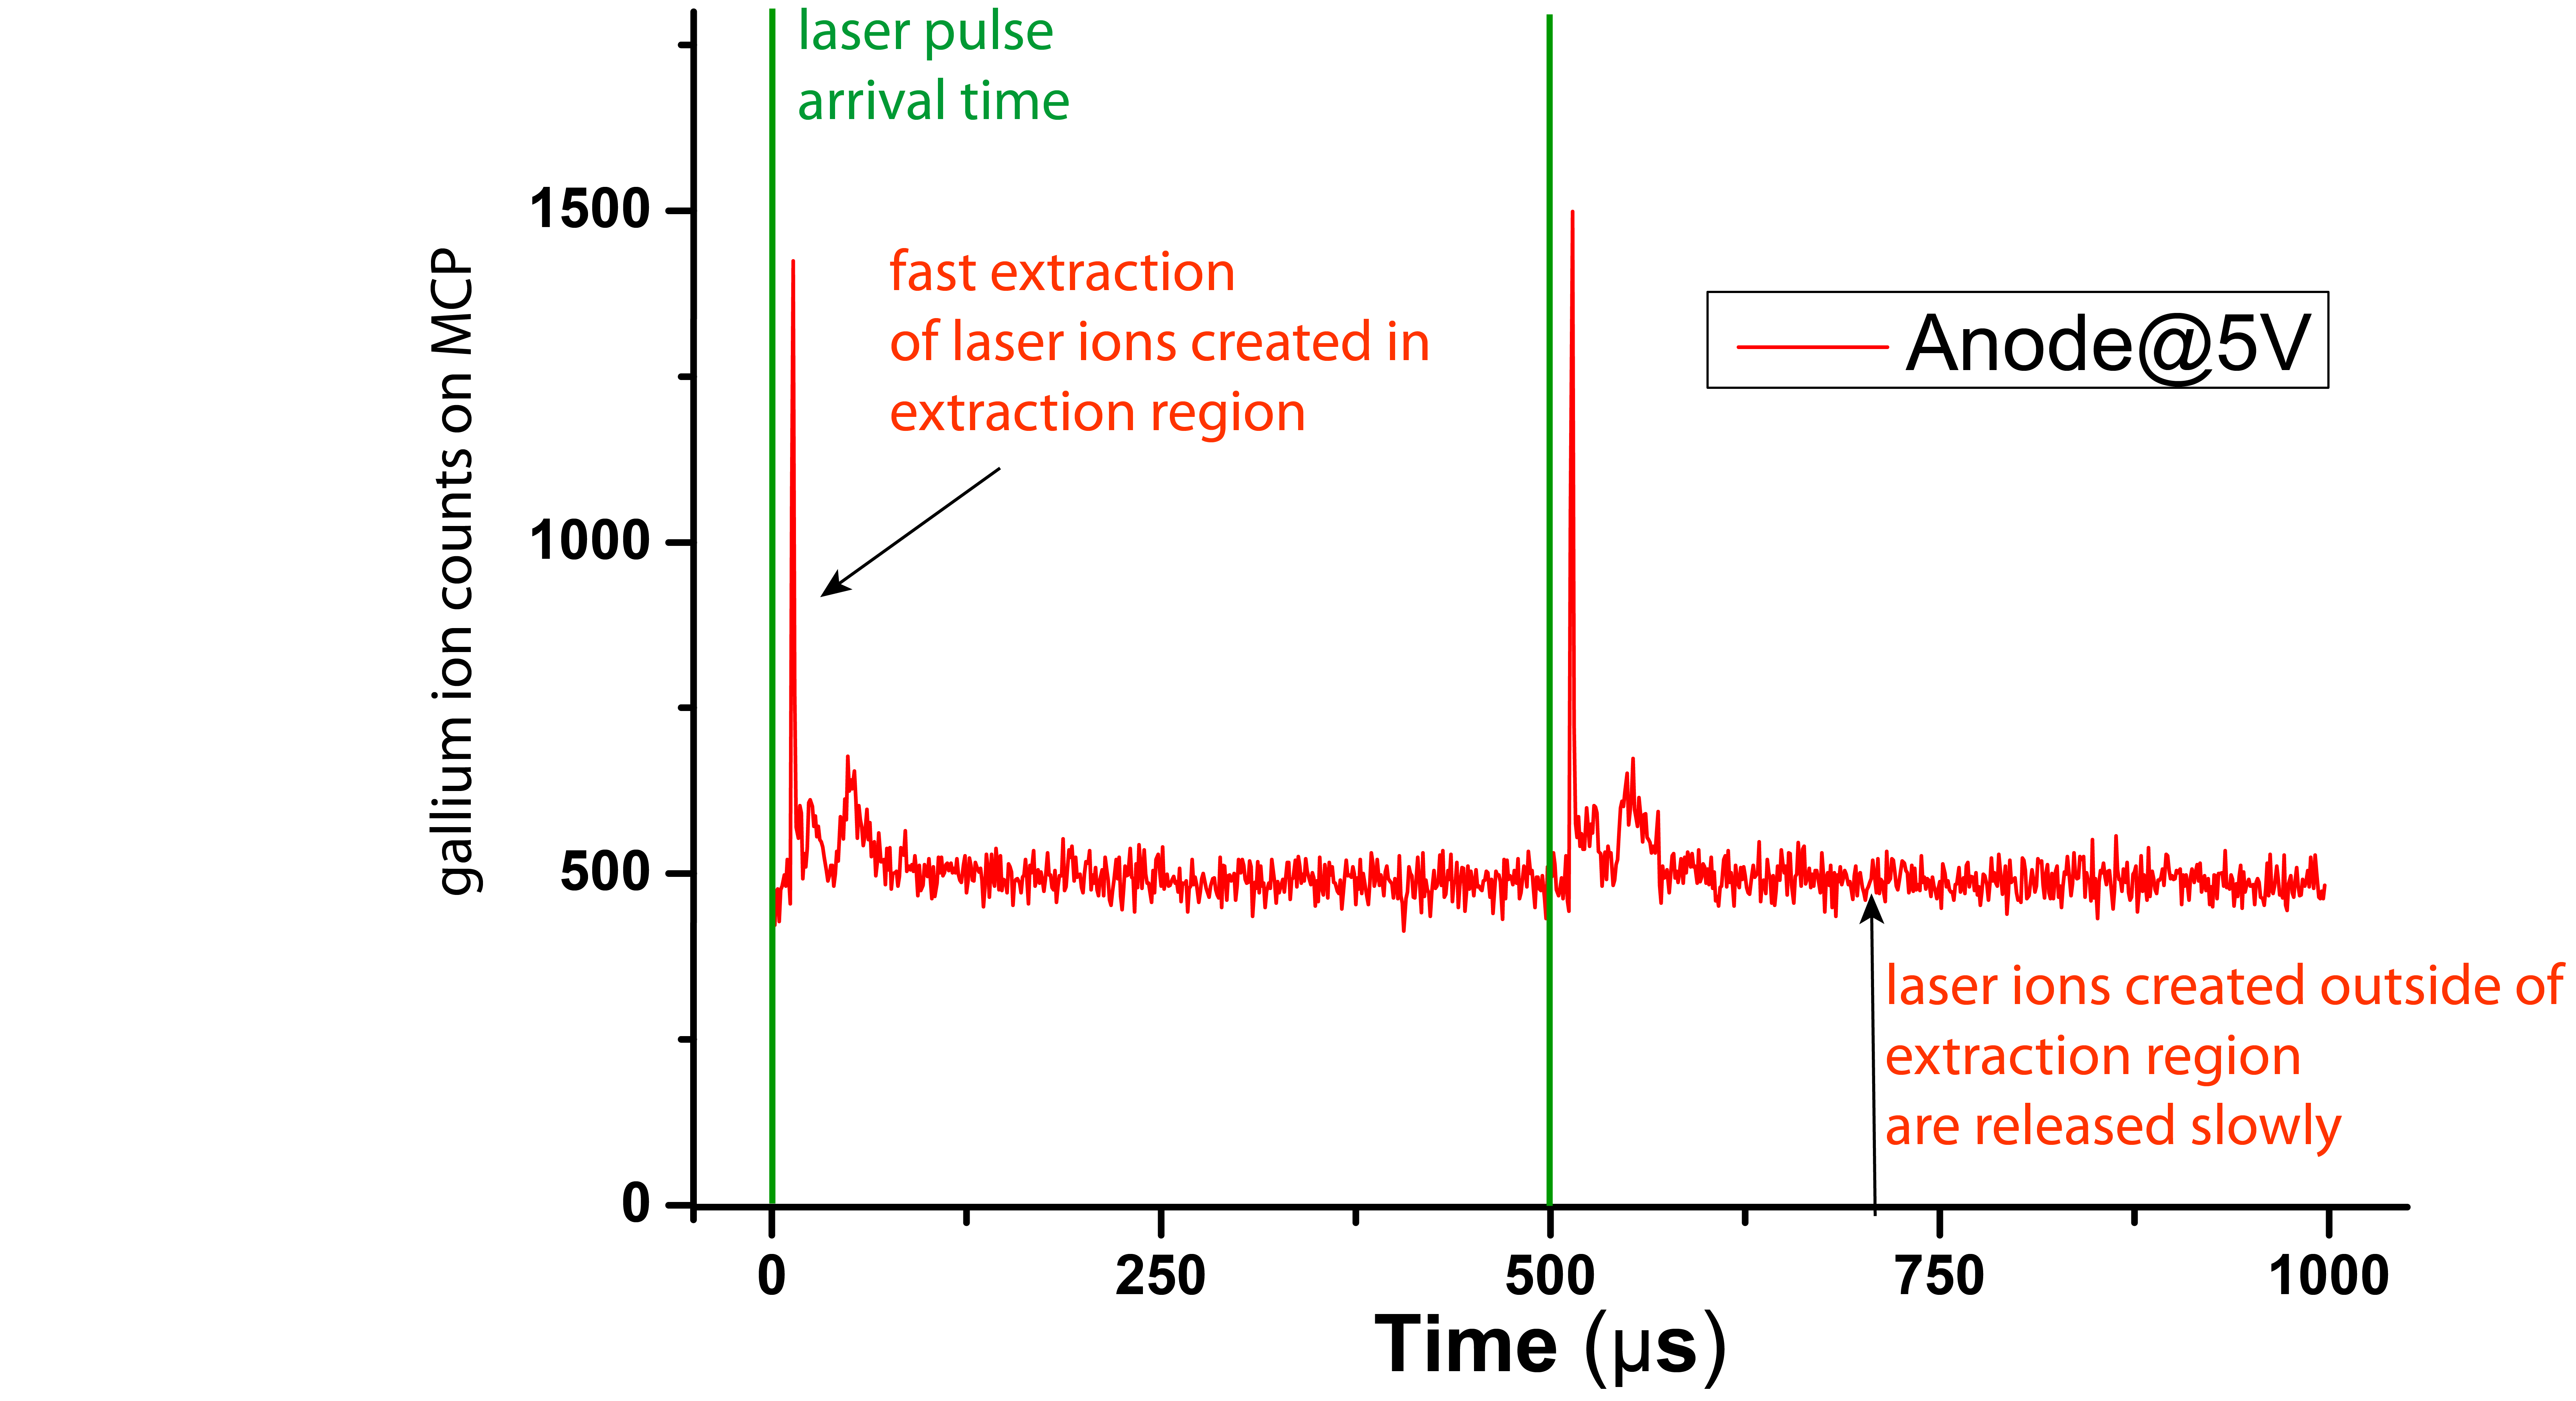 laser pulse
arrival time
1500
1000
500
0
gallium ion counts on MCP
fast extraction
of laser ions created in
extraction region
Anode@5V
laser ions created outside of
extraction region
are released slowly
0
250
500
750
1000
Time (µs)